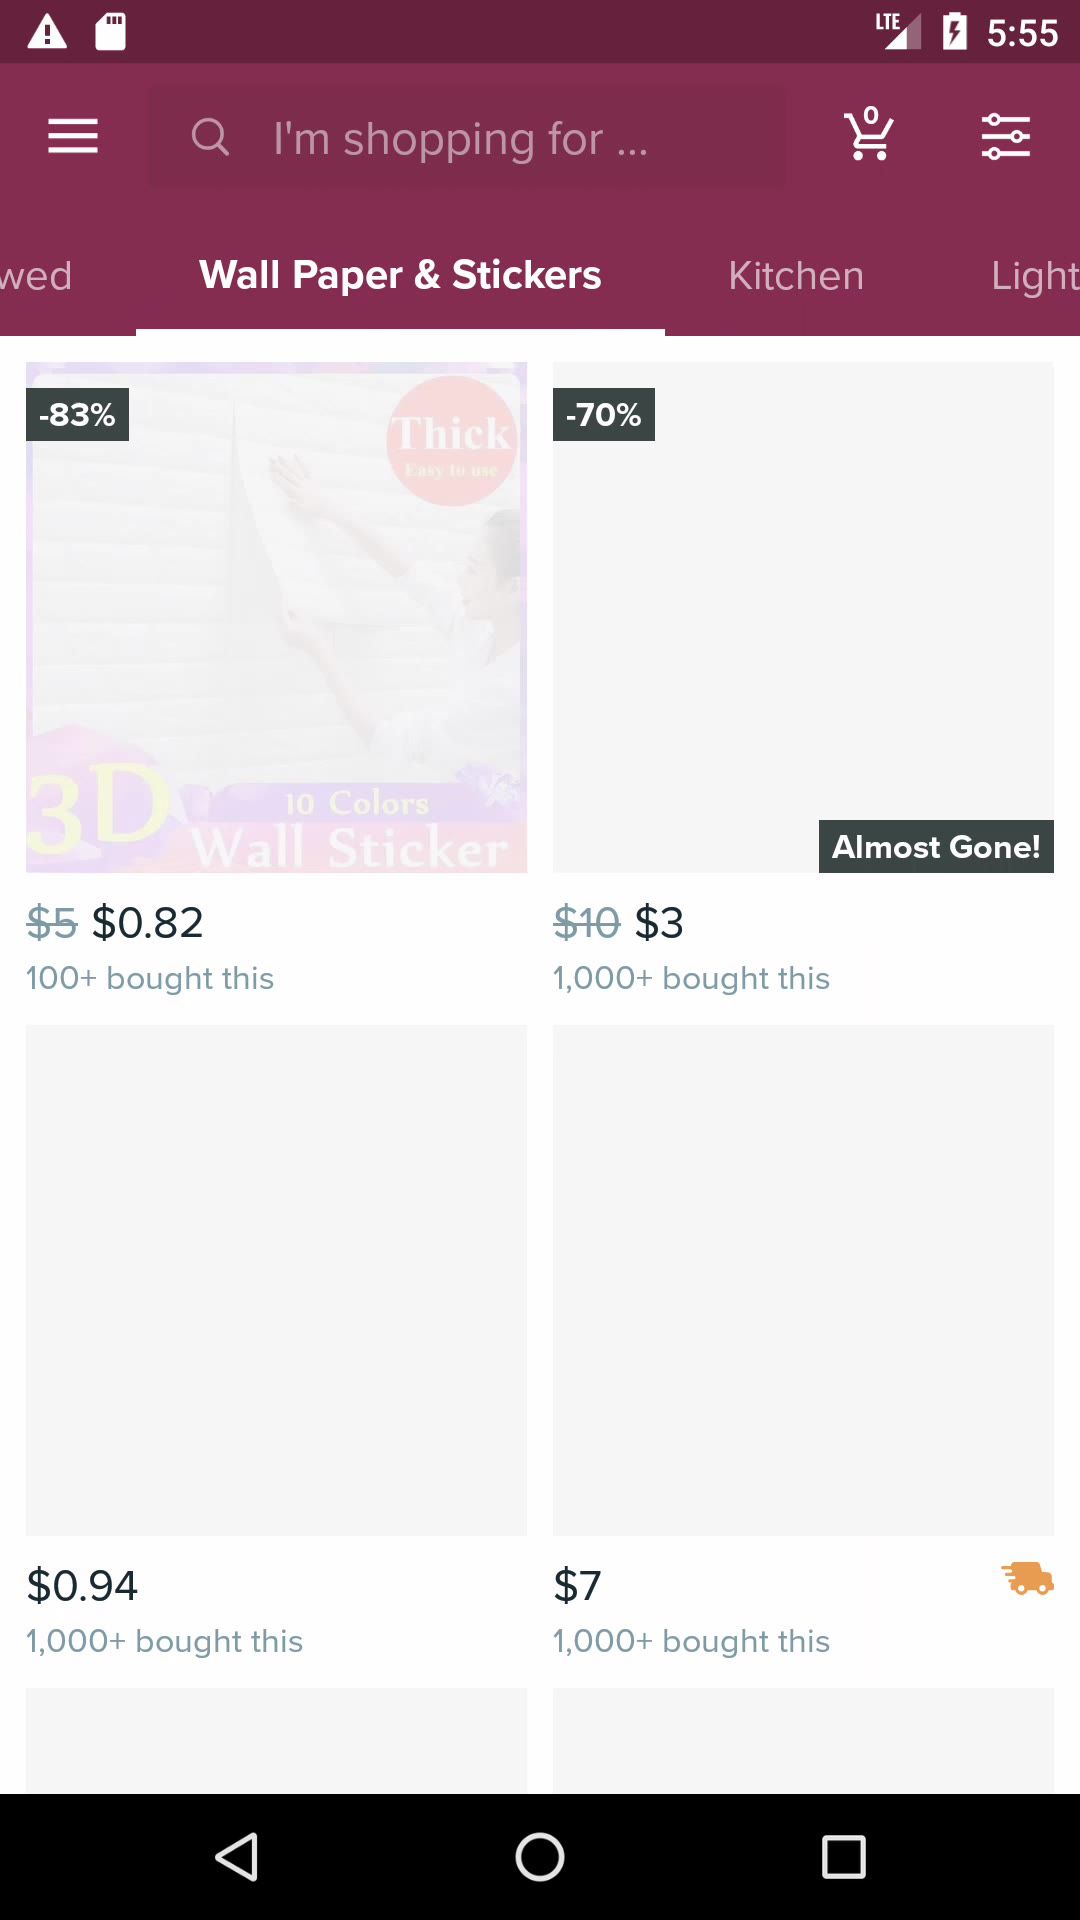 LTE 5:55
I'm shopping for ...
0
wed Wall Paper & Stickers Kitchen Light
-83%
Thick
Easy to use
3D
10 Colors
Wall Sticker
-70%
Almost Gone!
$5 $0.82
100+ bought this
$10 $3
1,000+ bought this
$0.94
1,000+ bought this
$7
1,000+ bought this